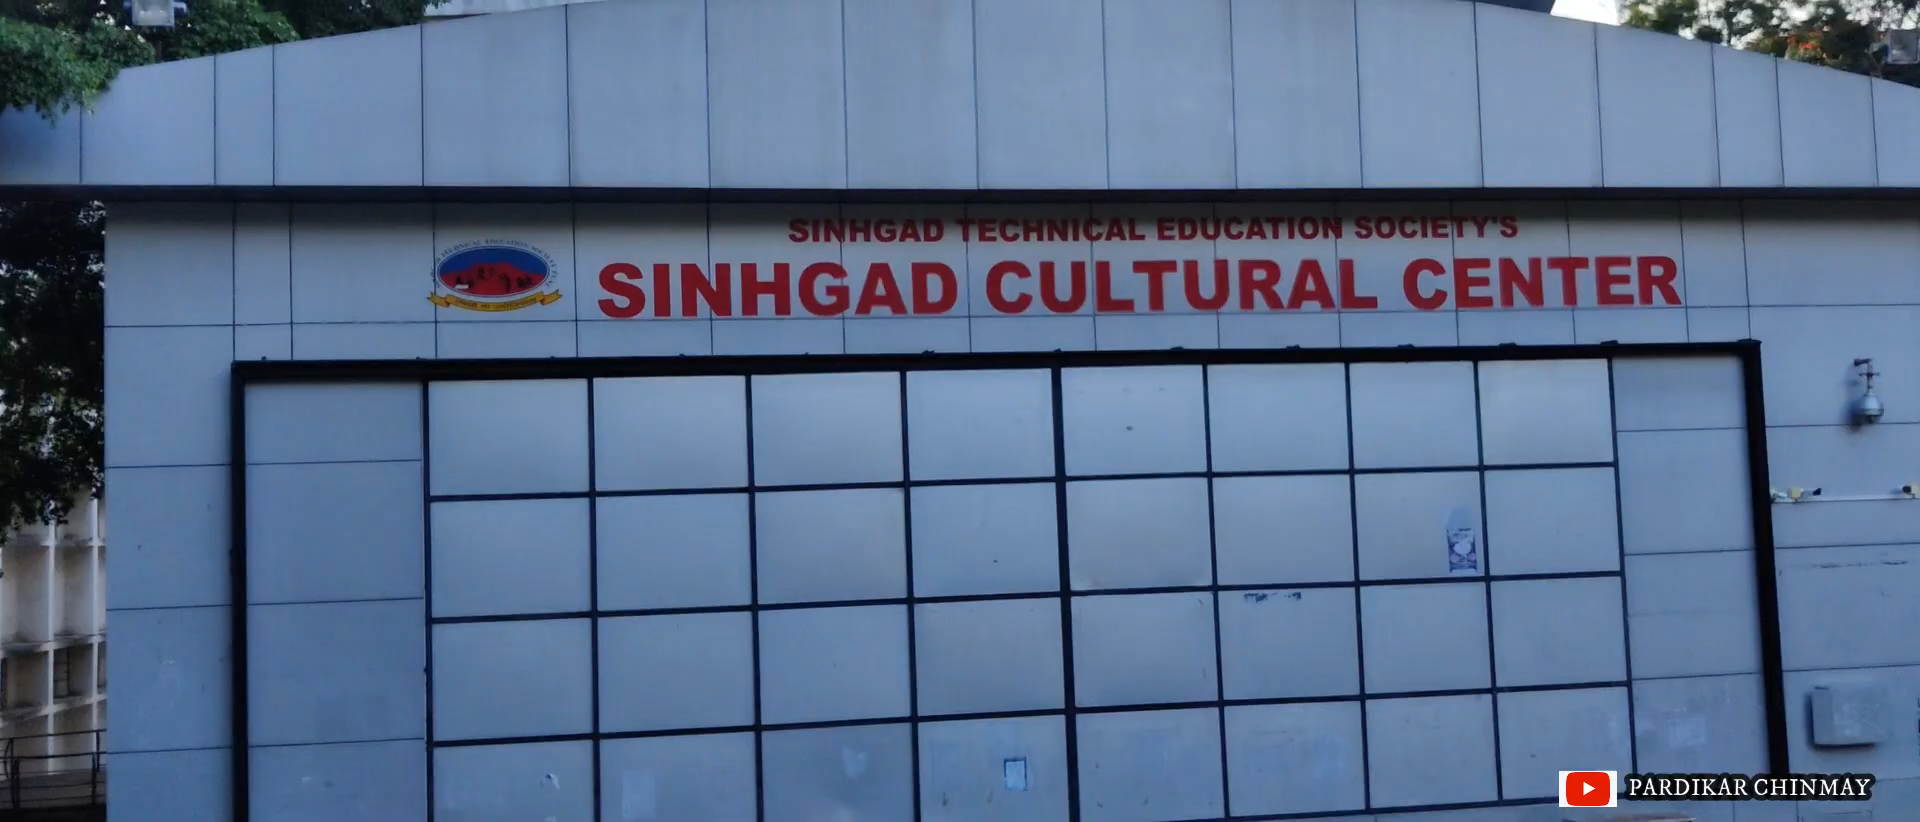 SINHGAD TECHNICAL EDUCATION SOCIETY'S
SINHGAD CULTURAL CENTER
PARDIKAR CHINMAY